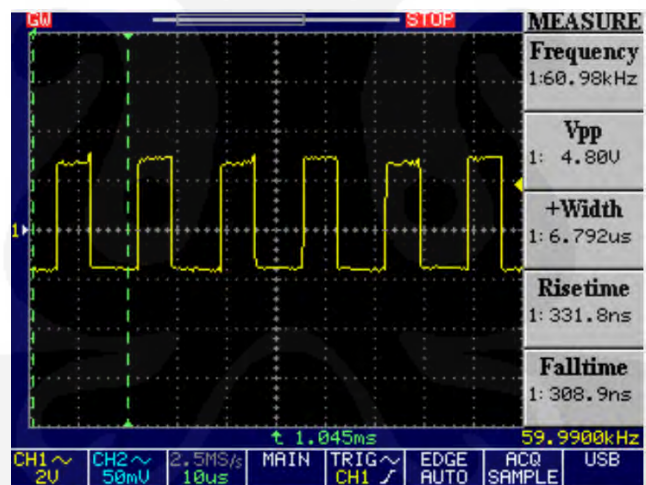 GW
STOP
MEASURE
Frequency
1:60.98kHz
Vpp
1: 4.80V
+Width
1:6.792us
Risetime
1:331.8ns
Falltime
1:308.9ns
1
1.045ms
59.9900kHz
CH1 CH2 2.5MS/s MAIN TRIG EDGE ACQ USB
2V 50mV 10us CH1 AUTO SAMPLE